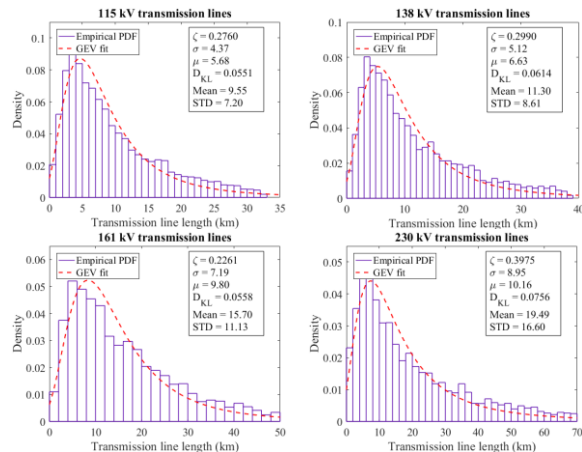 115 kV transmission lines
Empirical PDF
GEV fit
ζ = 0.2760
σ = 4.37
μ = 5.68
D_KL = 0.0551
Mean = 9.55
STD = 7.20
Density
0.1
0.08
0.06
0.04
0.02
0
0 5 10 15 20 25 30 35
Transmission line length (km)
138 kV transmission lines
Empirical PDF
GEV fit
ζ = 0.2990
σ = 5.12
μ = 6.63
D_KL = 0.0614
Mean = 11.30
STD = 8.61
Density
0.1
0.08
0.06
0.04
0.02
0
0 10 20 30 40
Transmission line length (km)
161 kV transmission lines
Empirical PDF
GEV fit
ζ = 0.2261
σ = 7.19
μ = 9.80
D_KL = 0.0558
Mean = 15.70
STD = 11.13
Density
0.06
0.05
0.04
0.03
0.02
0.01
0
0 10 20 30 40 50
Transmission line length (km)
230 kV transmission lines
Empirical PDF
GEV fit
ζ = 0.3975
σ = 8.95
μ = 10.16
D_KL = 0.0756
Mean = 19.49
STD = 16.60
Density
0.05
0.04
0.03
0.02
0.01
0
0 10 20 30 40 50 60 70
Transmission line length (km)